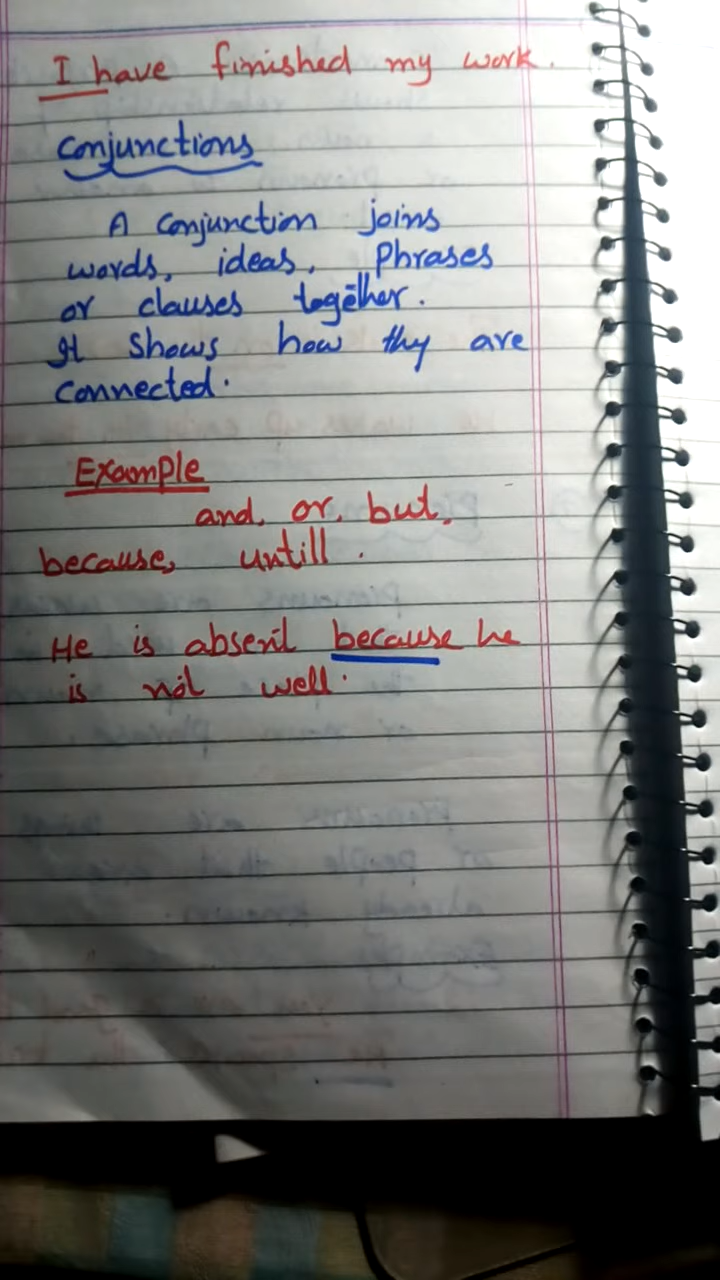 I have finished my work.
Conjunctions
A conjunction joins
words, ideas, Phrases
or clauses together.
It shows how thy are
connected.
Example
and, or, but,
because, untill.
He is absent because he
is not well.